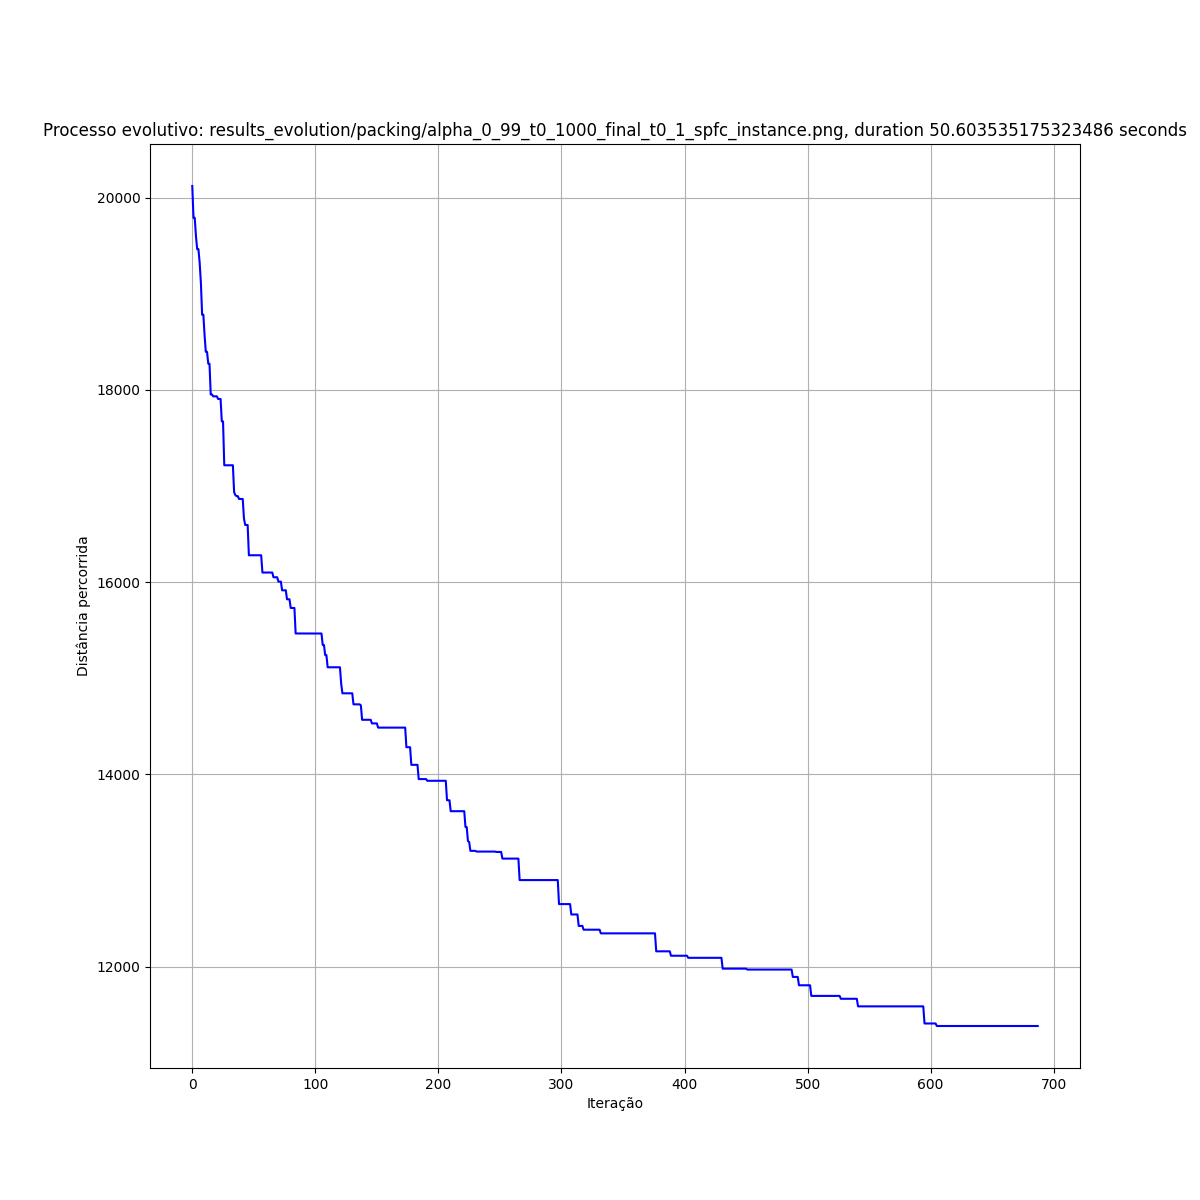 Processo evolutivo: results_evolution/packing/alpha_0_99_t0_1000_final_t0_1_spfc_instance.png, duration 50.603535175323486 seconds
20000
18000
16000
14000
12000
Distância percorrida
0 100 200 300 400 500 600 700
Iteração